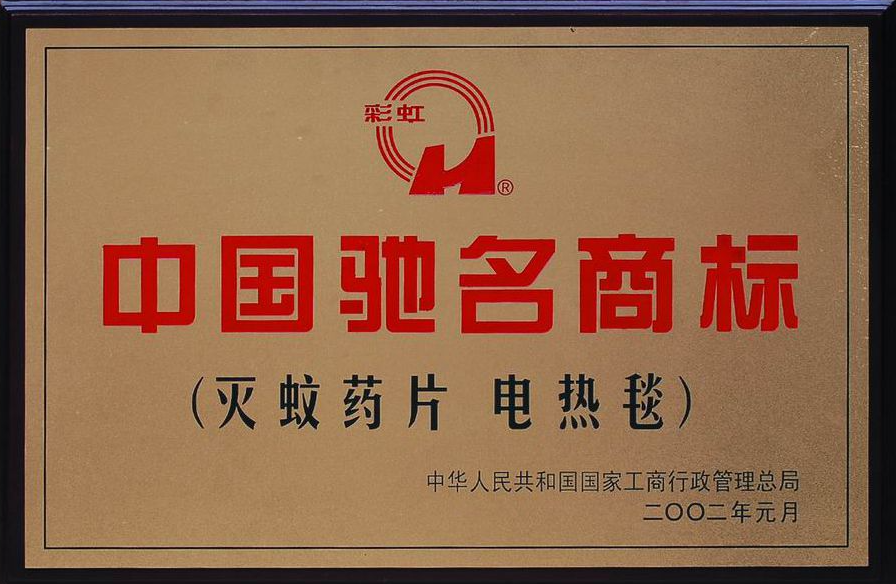 彩虹
®
中国驰名商标
（灭蚊药片 电热毯）
中华人民共和国国家工商行政管理总局
二〇〇二年元月